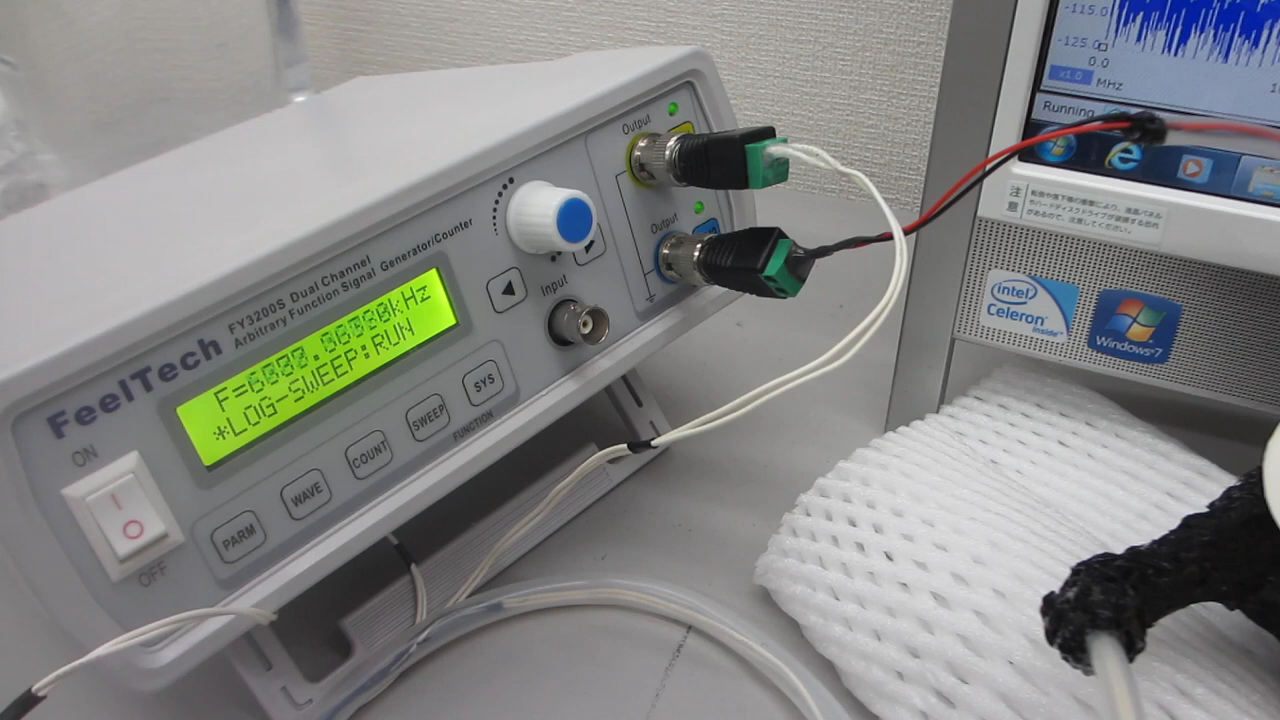 FeelTech
FY3200S Dual Channel
Arbitrary Function Signal Generator/Counter
*LOG-SWEEP:RUN
ON
OFF
PARM
WAVE
COUNT
SWEEP
SYS
FUNCTION
Input
Output
Output
-115.0
-125.0
0.0
x1.0
MHz
Running
注意
intel
Celeron
inside
Windows 7